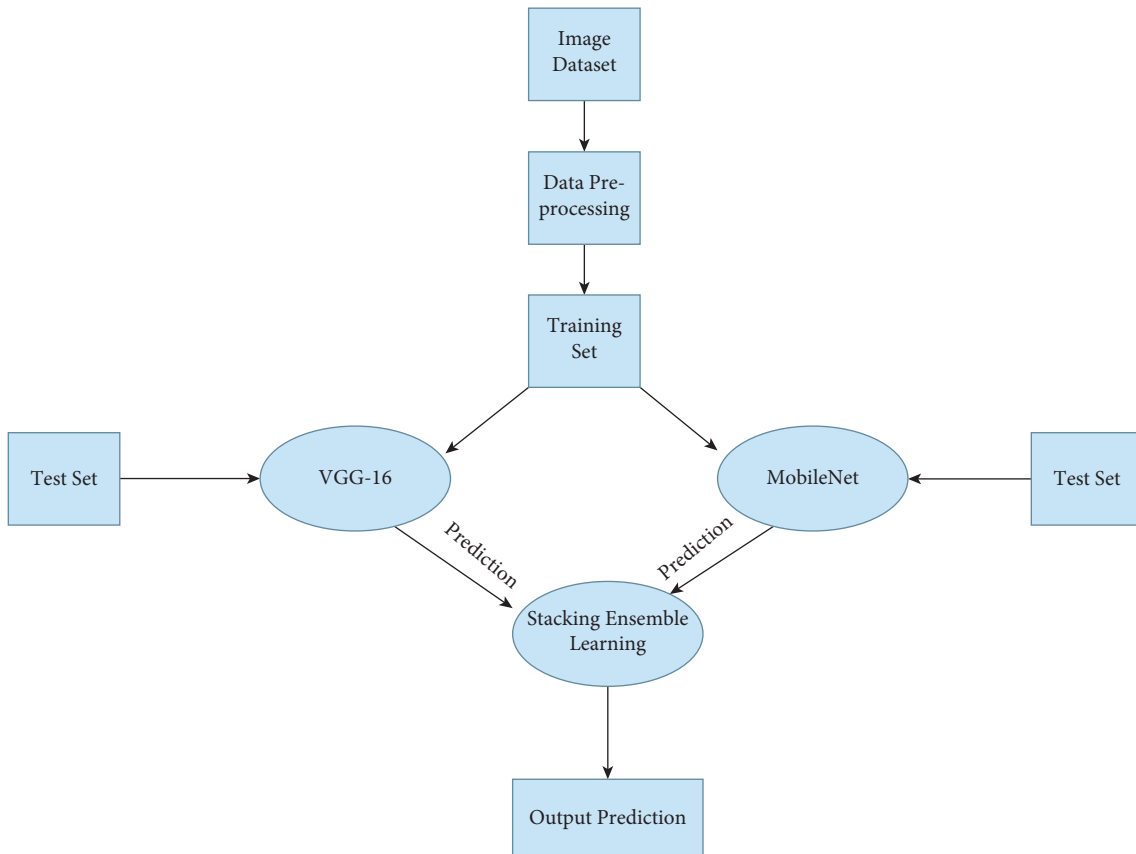 Image
Dataset
Data Pre-
processing
Training
Set
Test Set
VGG-16
MobileNet
Test Set
Prediction
Prediction
Stacking Ensemble
Learning
Output Prediction